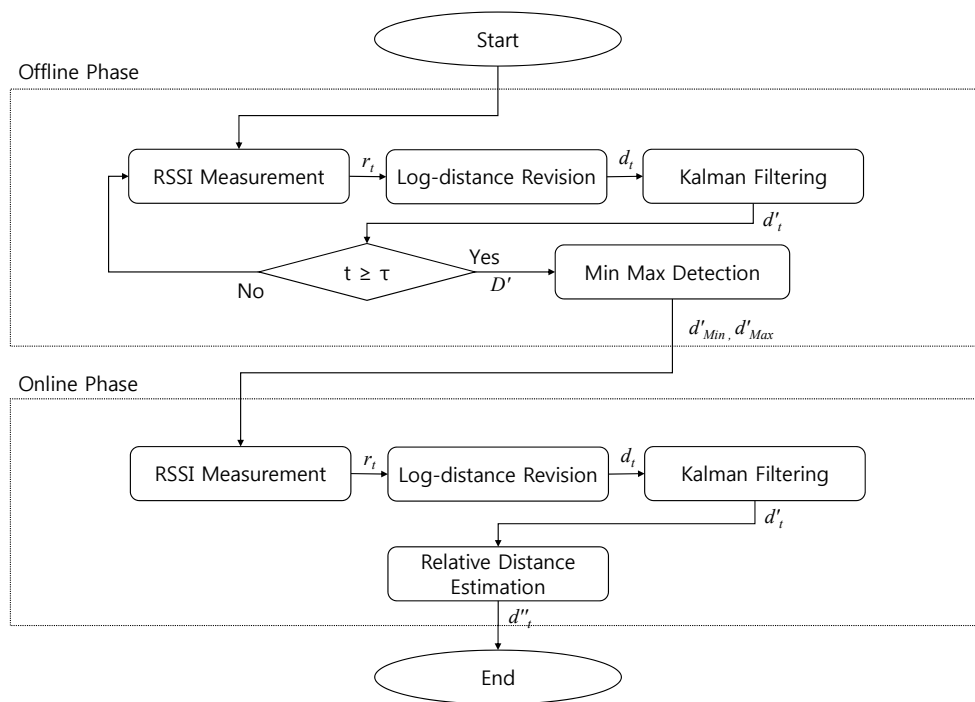 Start
Offline Phase
RSSI Measurement
r_t
Log-distance Revision
d_t
Kalman Filtering
d'_t
t ≥ τ
Yes
D'
No
Min Max Detection
d'_Min, d'_Max
Online Phase
RSSI Measurement
r_t
Log-distance Revision
d_t
Kalman Filtering
d'_t
Relative Distance
Estimation
d''_t
End